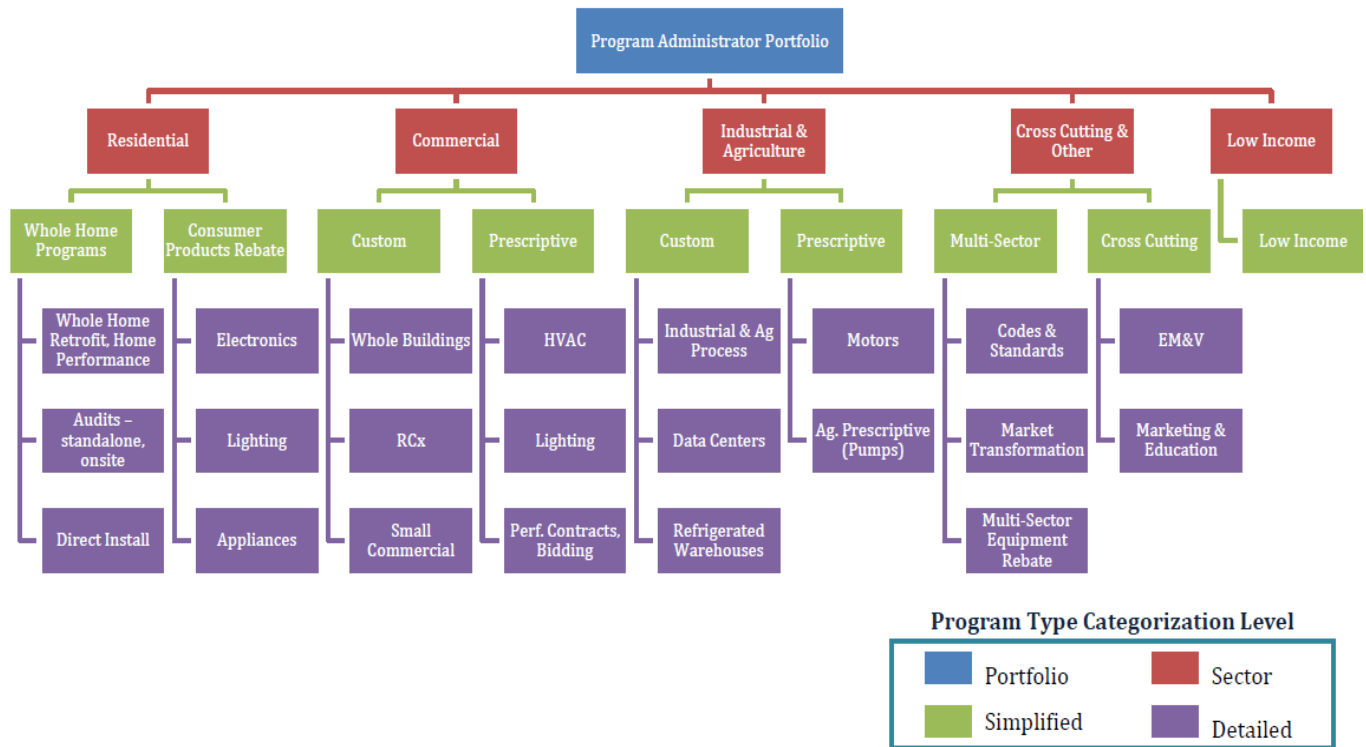 Program Administrator Portfolio
Residential
Commercial
Industrial &
Agriculture
Cross Cutting &
Other
Low Income
Whole Home
Programs
Consumer
Products Rebate
Custom
Prescriptive
Custom
Prescriptive
Multi-Sector
Cross Cutting
Low Income
Whole Home
Retrofit, Home
Performance
Electronics
Whole Buildings
HVAC
Industrial & Ag
Process
Motors
Codes &
Standards
EM&V
Audits –
standalone,
onsite
Lighting
RCx
Lighting
Data Centers
Ag. Prescriptive
(Pumps)
Market
Transformation
Marketing &
Education
Direct Install
Appliances
Small
Commercial
Perf. Contracts,
Bidding
Refrigerated
Warehouses
Multi-Sector
Equipment
Rebate
Program Type Categorization Level
Portfolio
Sector
Simplified
Detailed